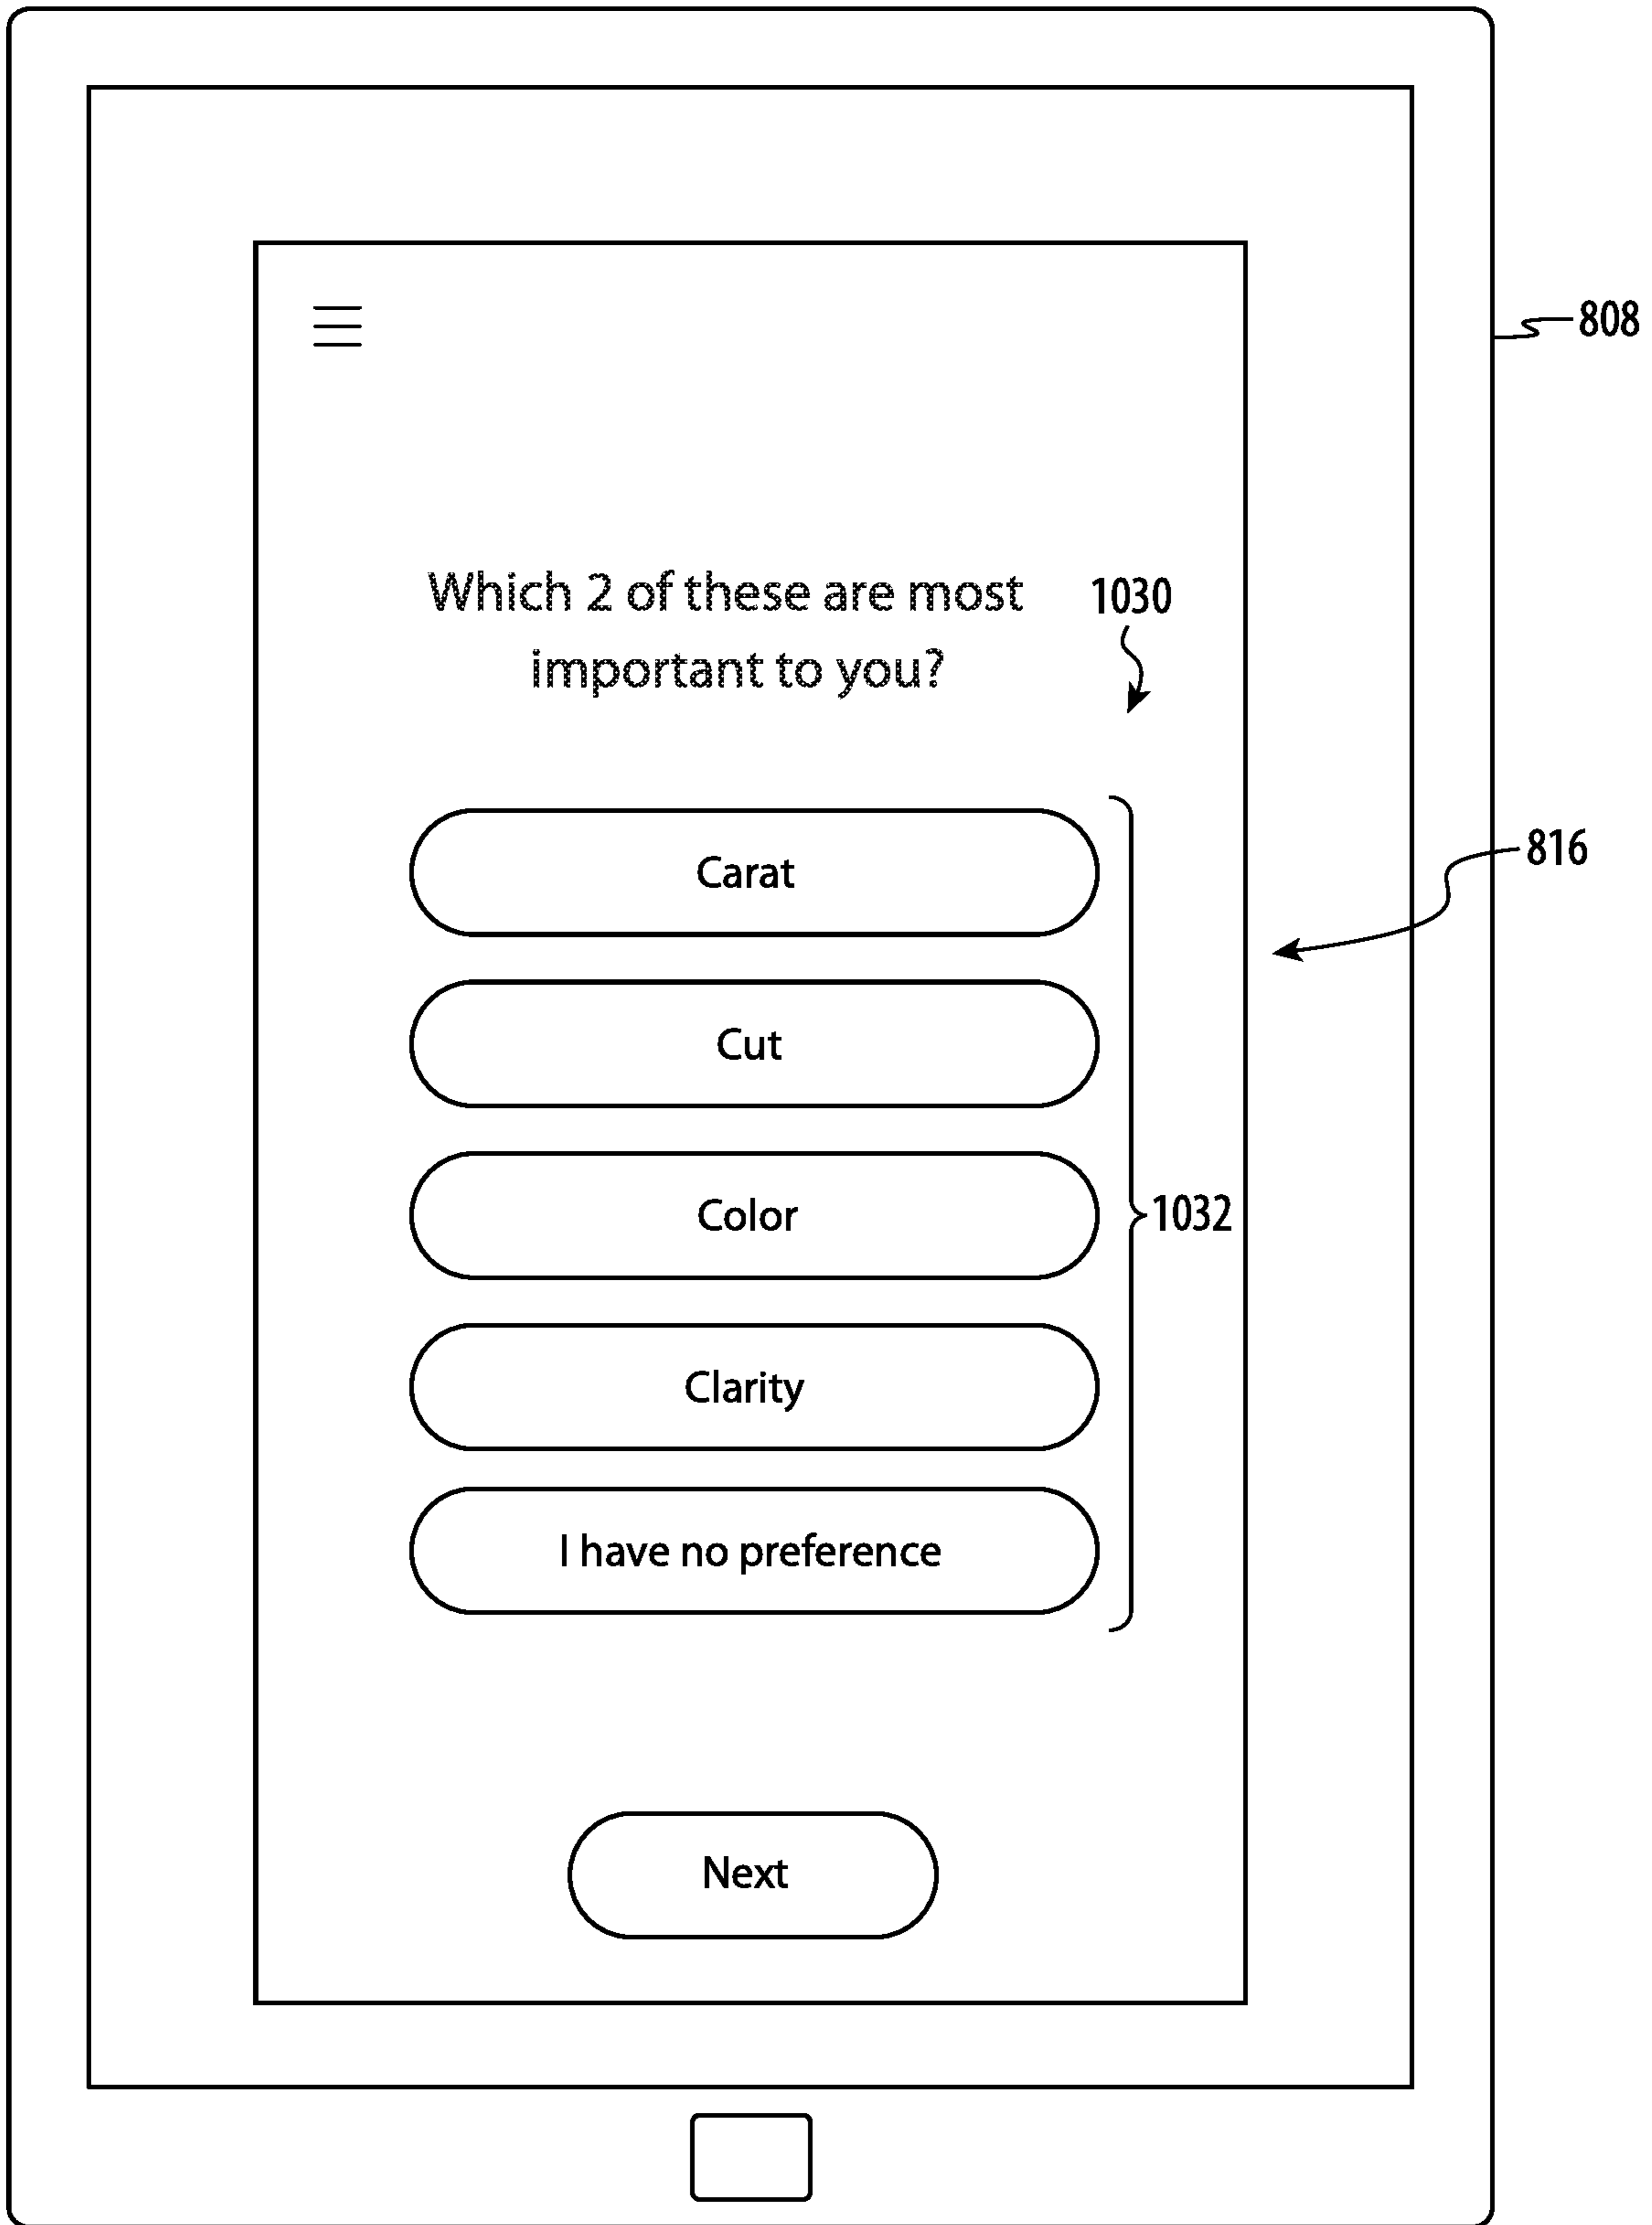 808
Which 2 of these are most
important to you?
1030
Carat
816
Cut
Color
1032
Clarity
I have no preference
Next